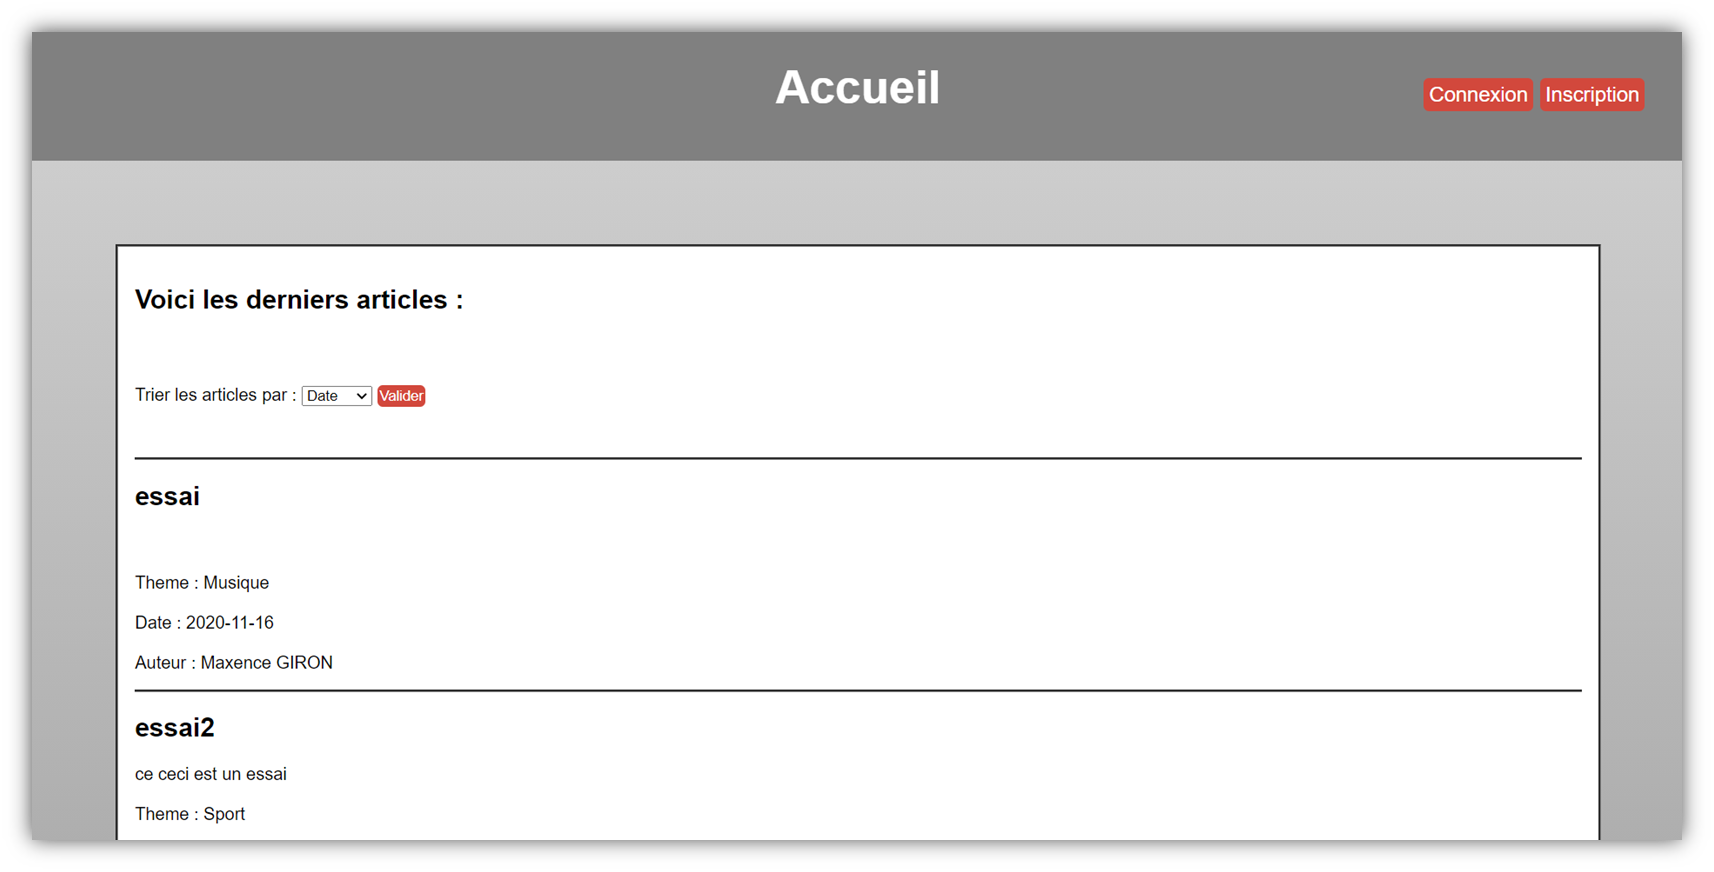 Accueil
Connexion Inscription
Voici les derniers articles :
Trier les articles par : Date Valider
essai
Theme : Musique
Date : 2020-11-16
Auteur : Maxence GIRON
essai2
ce ceci est un essai
Theme : Sport